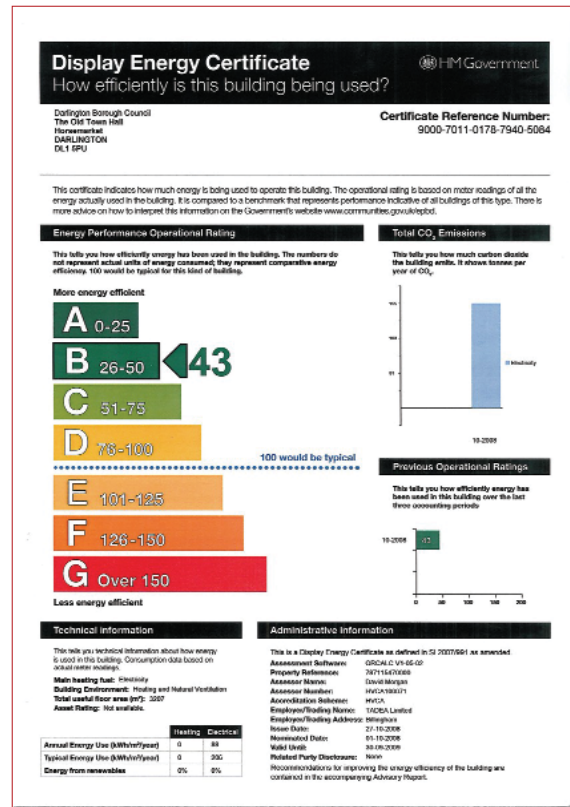 Display Energy Certificate
How efficiently is this building being used?
HM Government
Darlington Borough Council
The Old Town Hall
Horsemarket
DARLINGTON
DL1 5PU
Certificate Reference Number:
9000-7011-0178-7940-5084
This certificate indicates how much energy is being used to operate this building. The operational rating is based on meter readings of all the
energy actually used in the building. It is compared to a benchmark that represents performance indicative of all buildings of this type. There is
more advice on how to interpret this information on the Government's website www.communities.gov.uk/epbd.
Energy Performance Operational Rating
This tells you how efficiently energy has been used in the building. The numbers do
not represent actual units of energy consumed; they represent comparative energy
efficiency. 100 would be typical for this kind of building.
More energy efficient
A 0-25
B 26-50
43
C 51-75
D 76-100
100 would be typical
E 101-125
F 126-150
G Over 150
Less energy efficient
Total CO2 Emissions
This tells you how much carbon dioxide
the building emits. It shows tonnes per
year of CO2.
Electricity
10-2008
Previous Operational Ratings
This tells you how efficiently energy has
been used in this building over the last
three accounting periods
10-2008
43
0 50 100 150 200
Technical information
This tells you technical information about how energy
is used in this building. Consumption data based on
actual meter readings.
Main heating fuel: Electricity
Building Environment: Heating and Natural Ventilation
Total useful floor area (m²): 3207
Asset Rating: Not available.
Heating Electrical
Annual Energy Use (kWh/m²/year) 0
Typical Energy Use (kWh/m²/year) 0
Energy from renewables 0% 0%
Administrative information
This is a Display Energy Certificate as defined in SI 2007/991 as amended
Assessment Software: ORCALC V1-05-02
Property Reference:
Assessor Name: David Morgan
Assessor Number: HVCA100071
Accreditation Scheme: HVCA
Employer/Trading Name: TADEA Limited
Employer/Trading Address: Billingham
Issue Date: 27-10-2008
Nominated Date: 01-10-2008
Valid Until: 30-09-2009
Related Party Disclosure: None
Recommendations for improving the energy efficiency of the building are
contained in the accompanying Advisory Report.